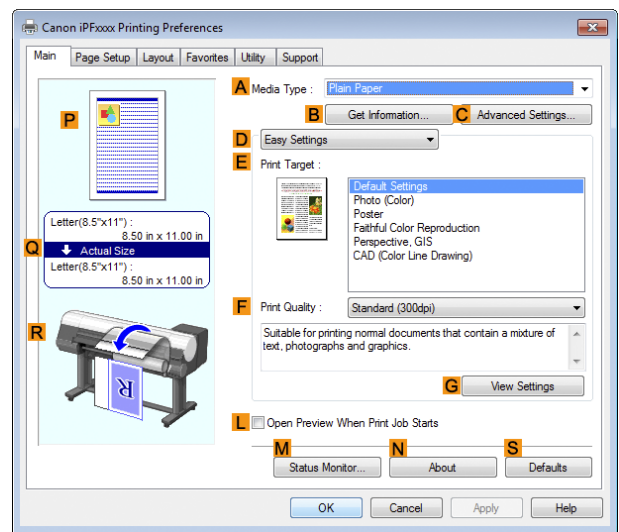 Canon iPFxxxx Printing Preferences
Main Page Setup Layout Favorites Utility Support
A Media Type : Plain Paper
B Get Information... C Advanced Settings...
D Easy Settings
E Print Target :
Default Settings
Photo (Color)
Poster
Faithful Color Reproduction
Perspective, GIS
CAD (Color Line Drawing)
F Print Quality : Standard (300dpi)
Suitable for printing normal documents that contain a mixture of
text, photographs and graphics.
G View Settings
L Open Preview When Print Job Starts
M Status Monitor... N About S Defaults
P
Letter(8.5"x11") :
8.50 in x 11.00 in
Q Actual Size
Letter(8.5"x11") :
8.50 in x 11.00 in
R
R
OK Cancel Apply Help